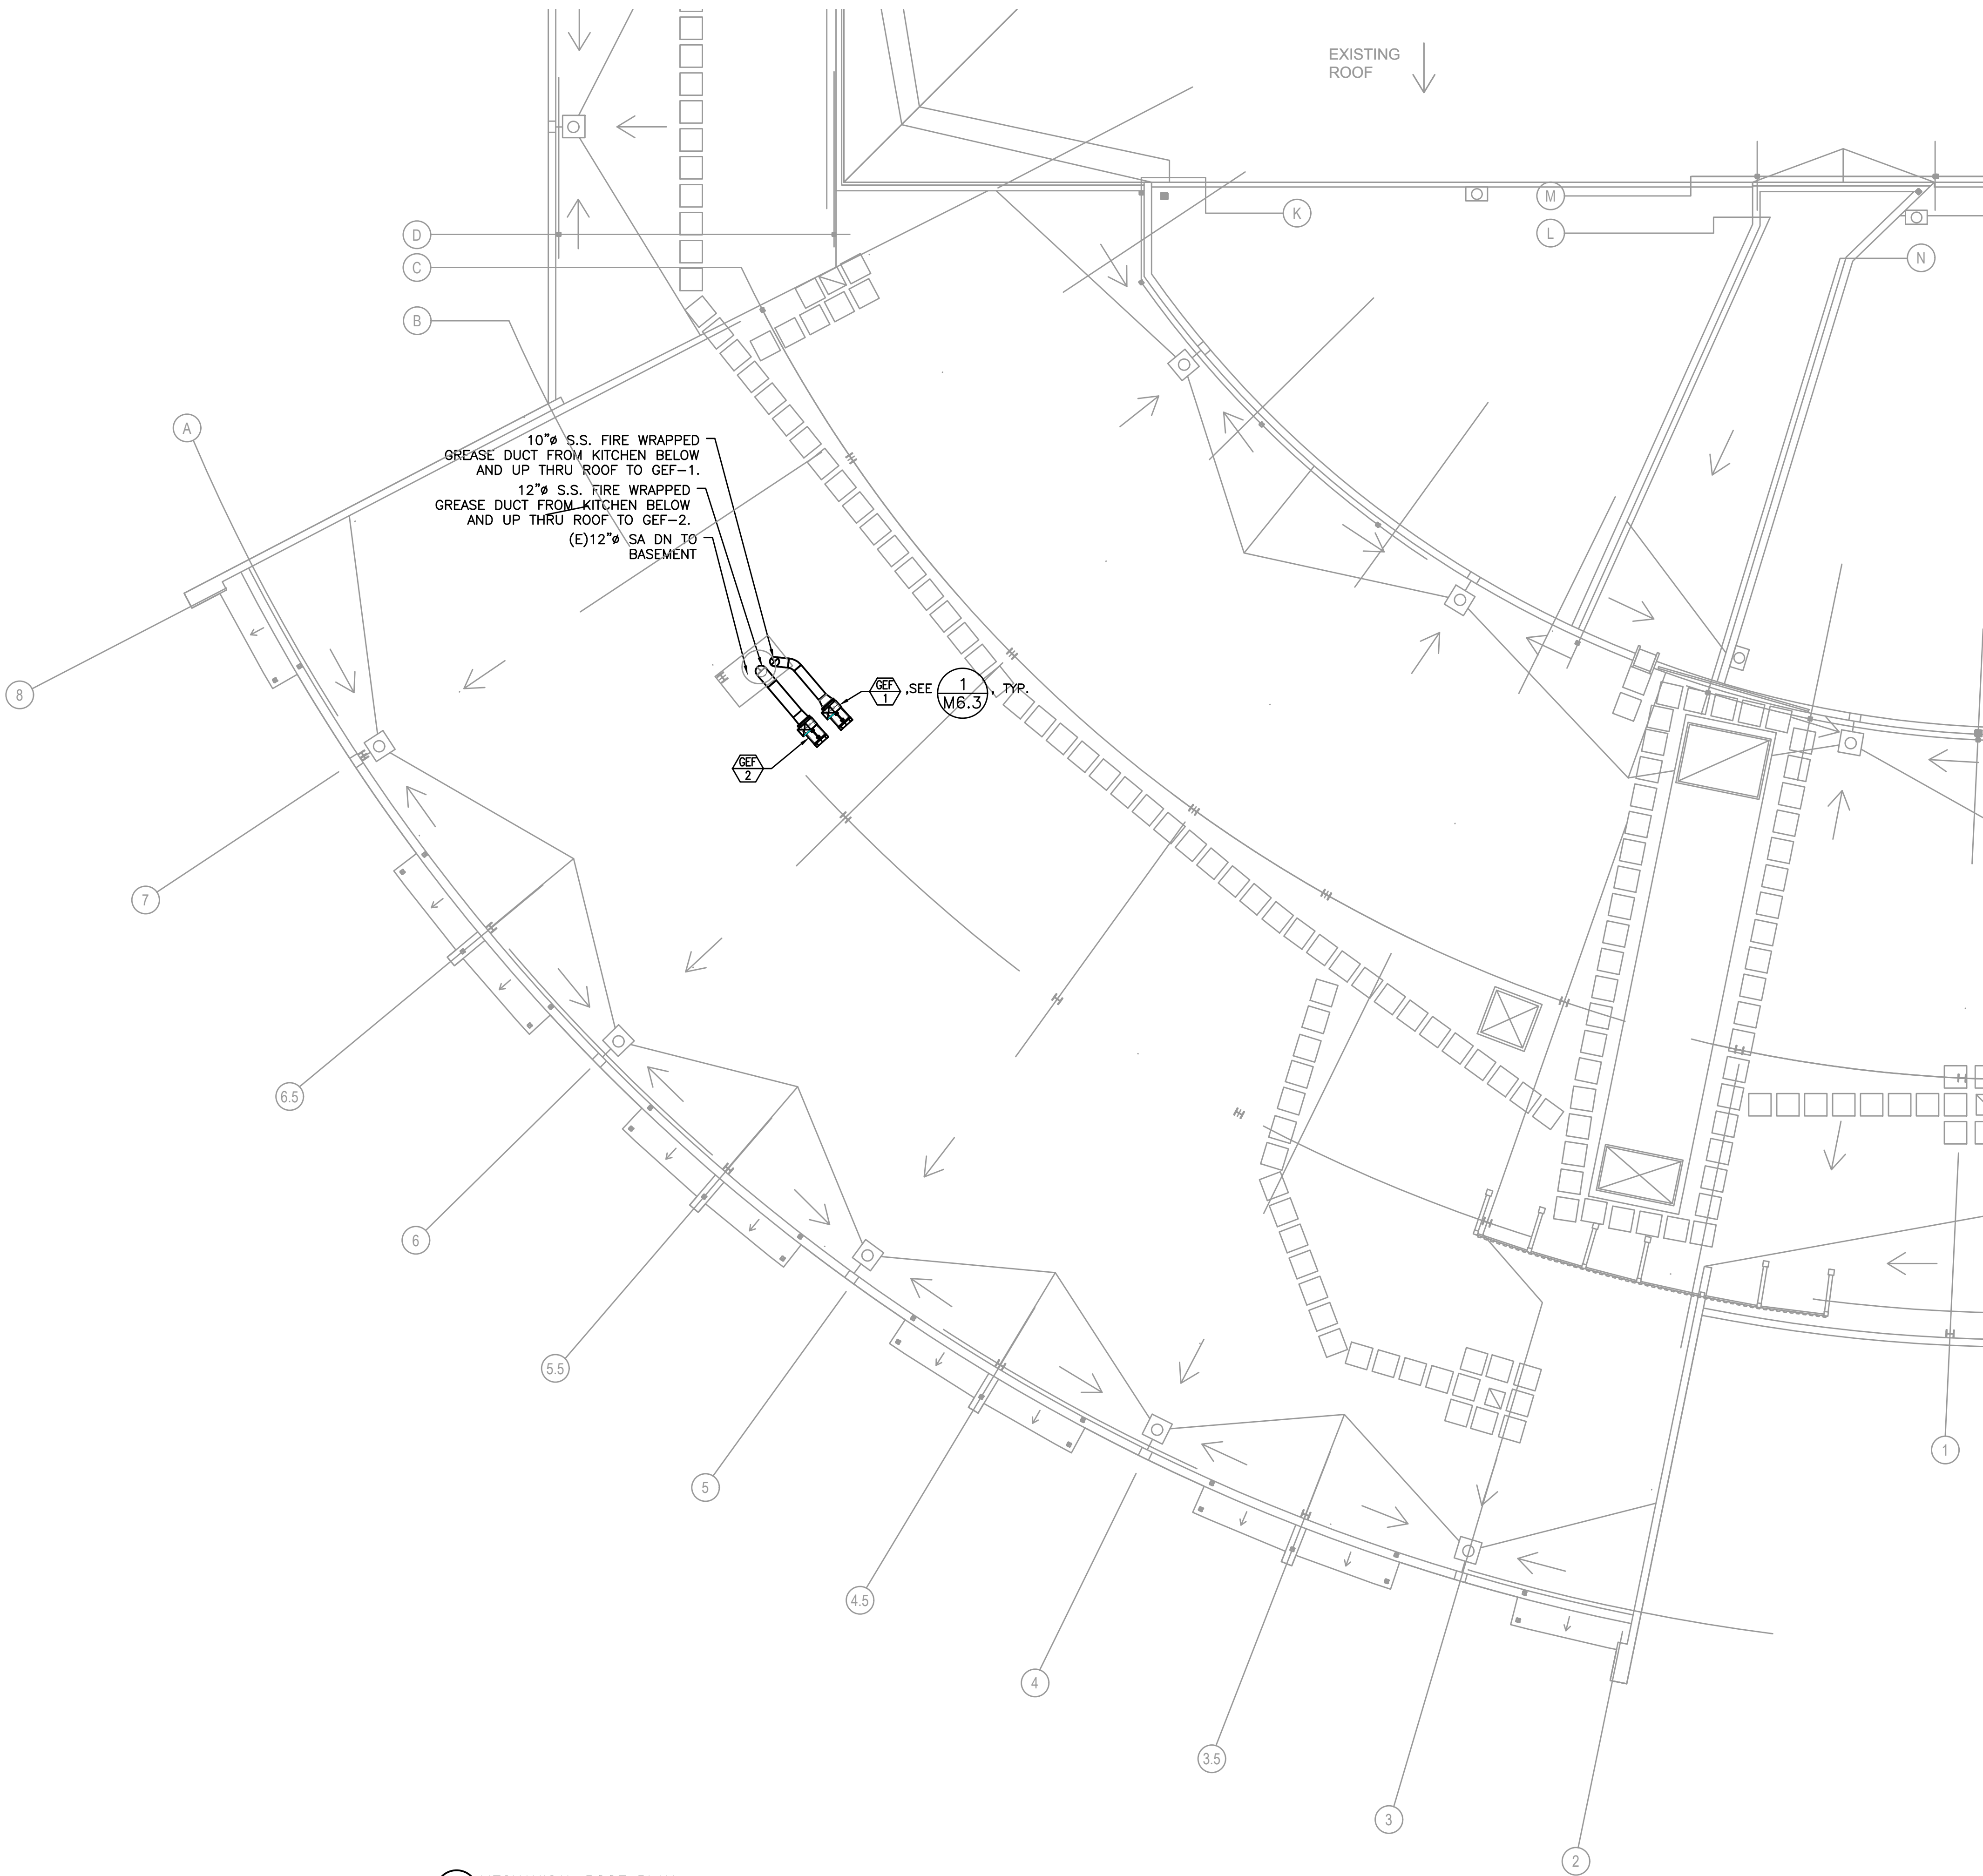 EXISTING
ROOF
K
M
L
N
D
C
B
A
10"ø S.S. FIRE WRAPPED
GREASE DUCT FROM KITCHEN BELOW
AND UP THRU ROOF TO GEF-1.
12"ø S.S. FIRE WRAPPED
GREASE DUCT FROM KITCHEN BELOW
AND UP THRU ROOF TO GEF-2.
(E)12"ø SA DN TO
BASEMENT
GEF
1
,SEE
1
M6.3
, TYP.
GEF
2
8
7
6.5
6
5.5
5
4.5
4
3.5
3
2
1